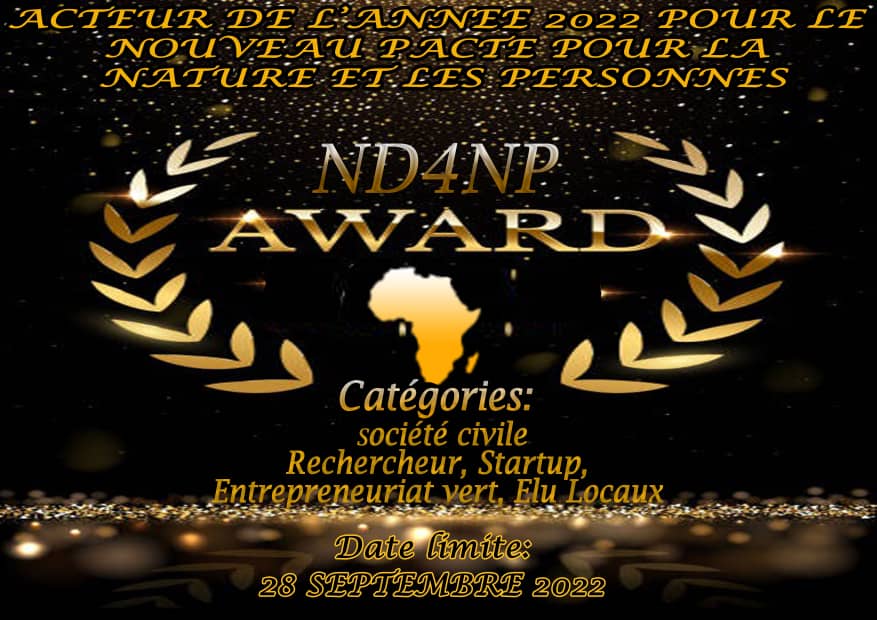 ACTEUR DE L'ANNEE 2022 POUR LE
NOUVEAU PACTE POUR LA
NATURE ET LES PERSONNES
ND4NP
AWARD
Catégories:
société civile
Rechercheur, Startup,
Entrepreneuriat vert, Elu Locaux
Date limite:
28 SEPTEMBRE 2022